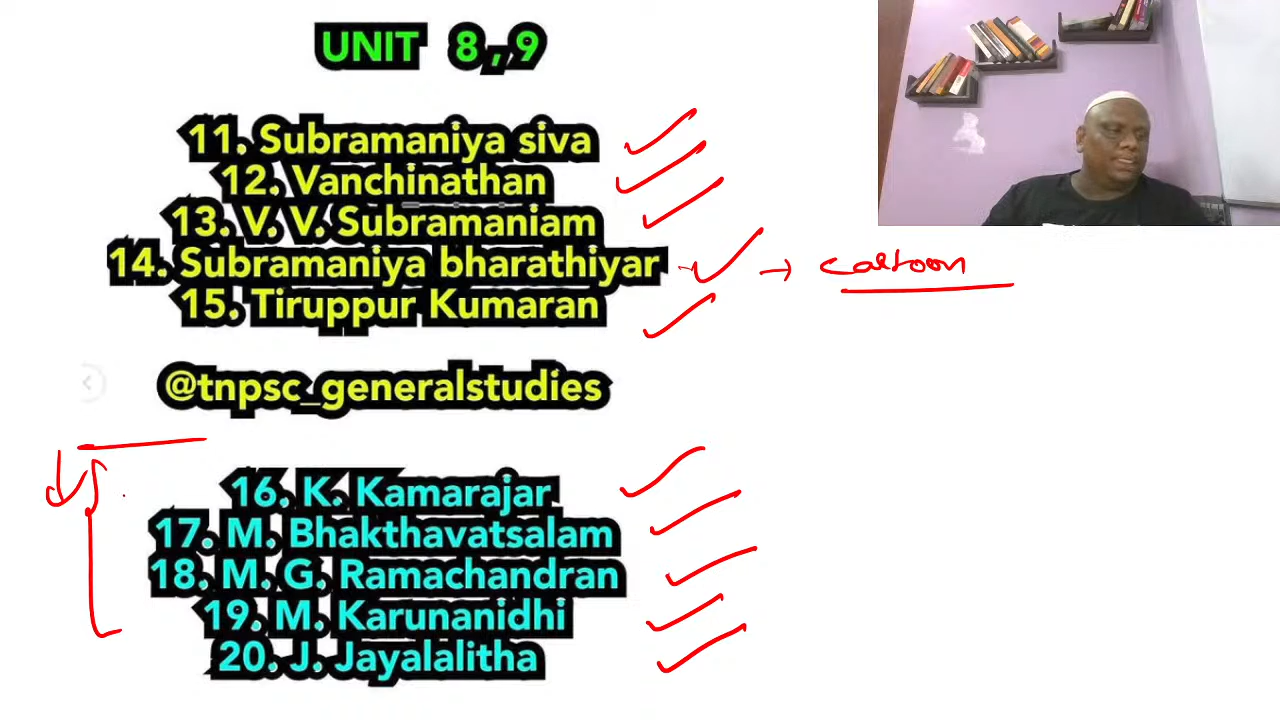 UNIT 8,9
11. Subramaniya siva
12. Vanchinathan
13. V. V. Subramaniam
14. Subramaniya bharathiyar → cartoon
15. Tiruppur Kumaran
@tnpsc_generalstudies
16. K. Kamarajar
17. M. Bhakthavatsalam
18. M. G. Ramachandran
19. M. Karunanidhi
20. J. Jayalalitha